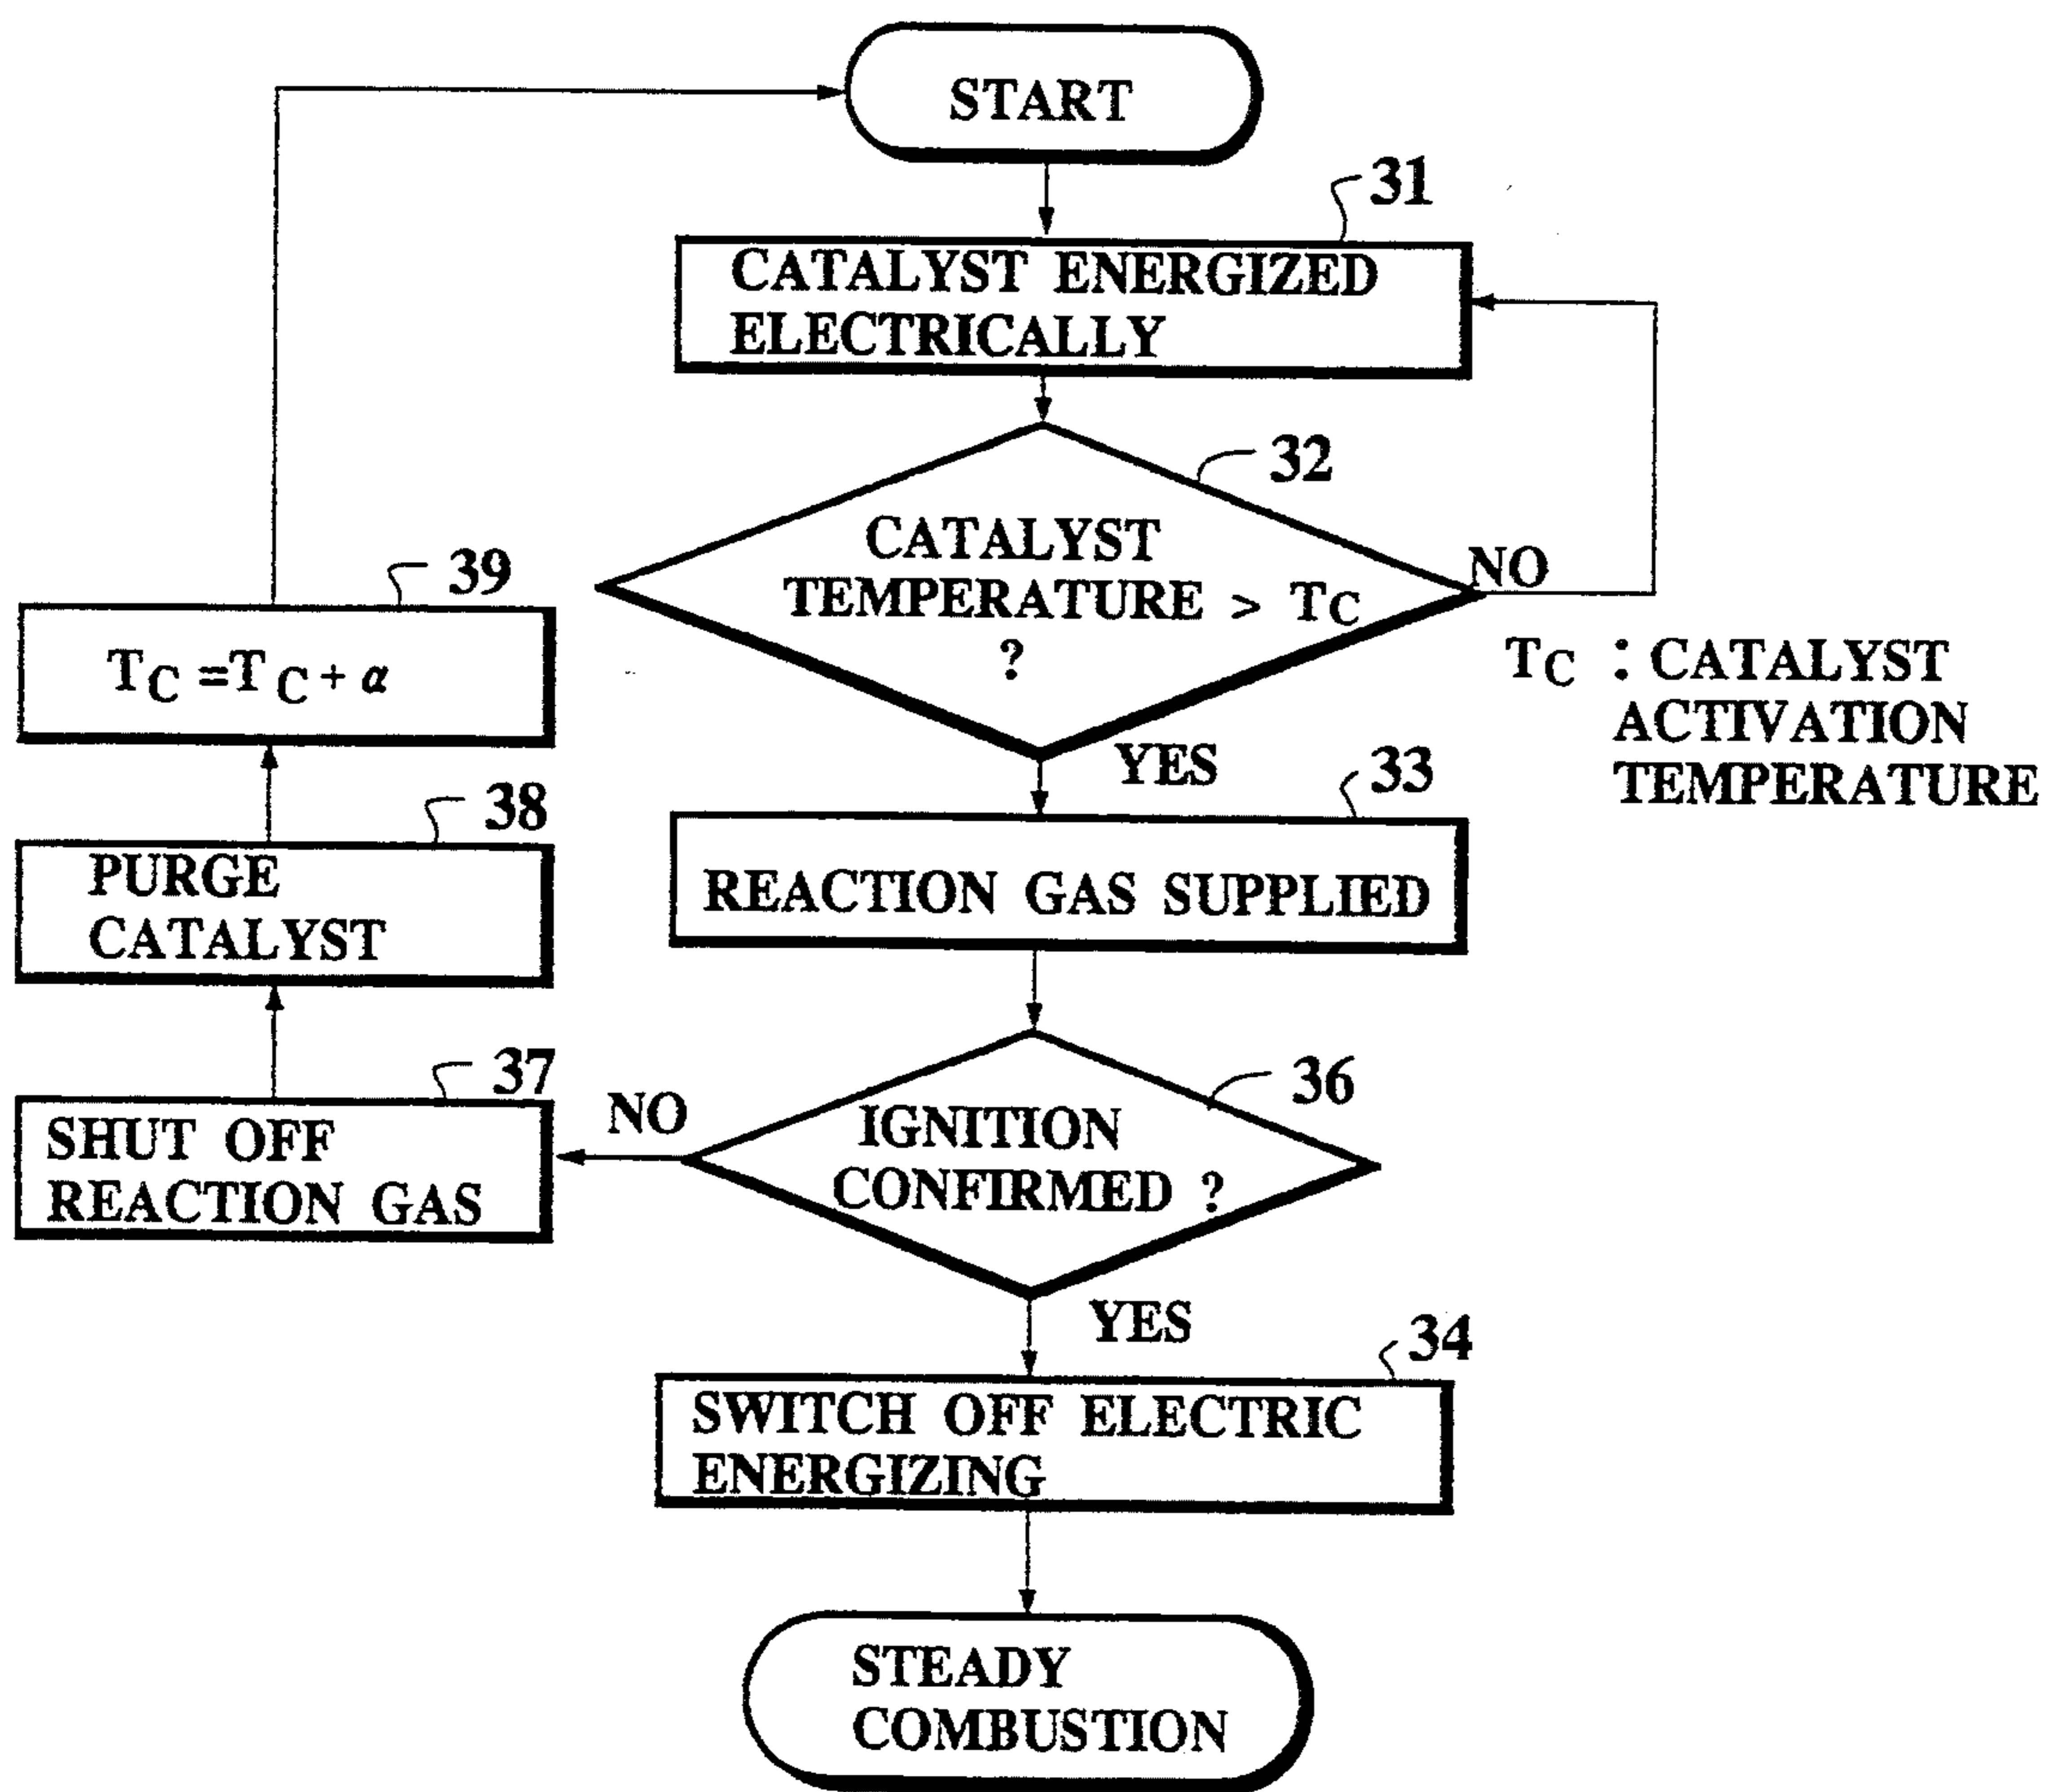 START
31
CATALYST ENERGIZED
ELECTRICALLY
32
CATALYST
TEMPERATURE > TC
?
NO
TC : CATALYST
ACTIVATION
TEMPERATURE
YES
33
REACTION GAS SUPPLIED
36
IGNITION
CONFIRMED ?
NO
37
SHUT OFF
REACTION GAS
38
PURGE
CATALYST
39
TC = TC + α
YES
34
SWITCH OFF ELECTRIC
ENERGIZING
STEADY
COMBUSTION